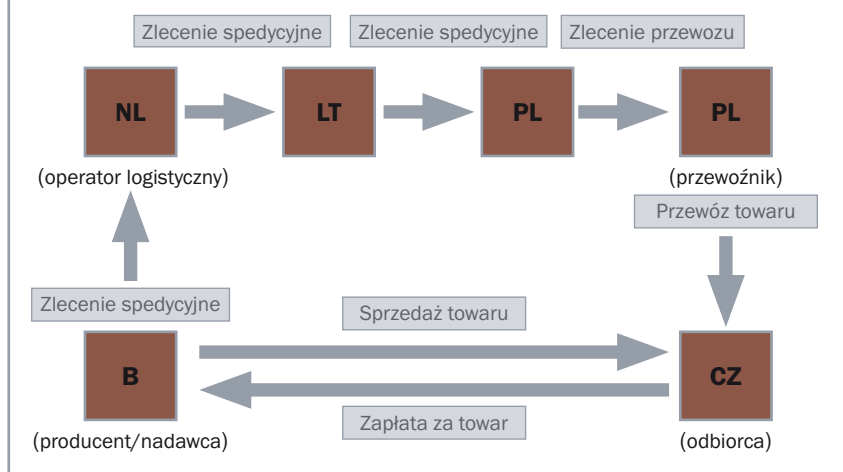 Zlecenie spedycyjne
Zlecenie spedycyjne
Zlecenie przewozu
NL
LT
PL
PL
(operator logistyczny)
(przewoźnik)
Przewóz towaru
Zlecenie spedycyjne
Sprzedaż towaru
B
CZ
Zapłata za towar
(producent/nadawca)
(odbiorca)